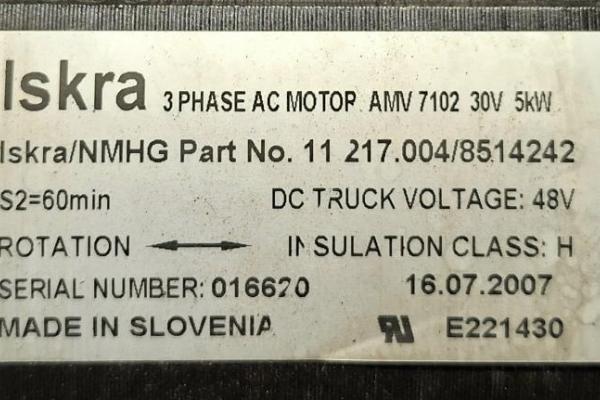 Iskra 3 PHASE AC MOTOR AMV 7102 30V 5kW
Iskra/NMHG Part No. 11 217.004/8514242
S2=60min DC TRUCK VOLTAGE: 48V
ROTATION INSULATION CLASS: H
SERIAL NUMBER: 016620 16.07.2007
MADE IN SLOVENIA E221430